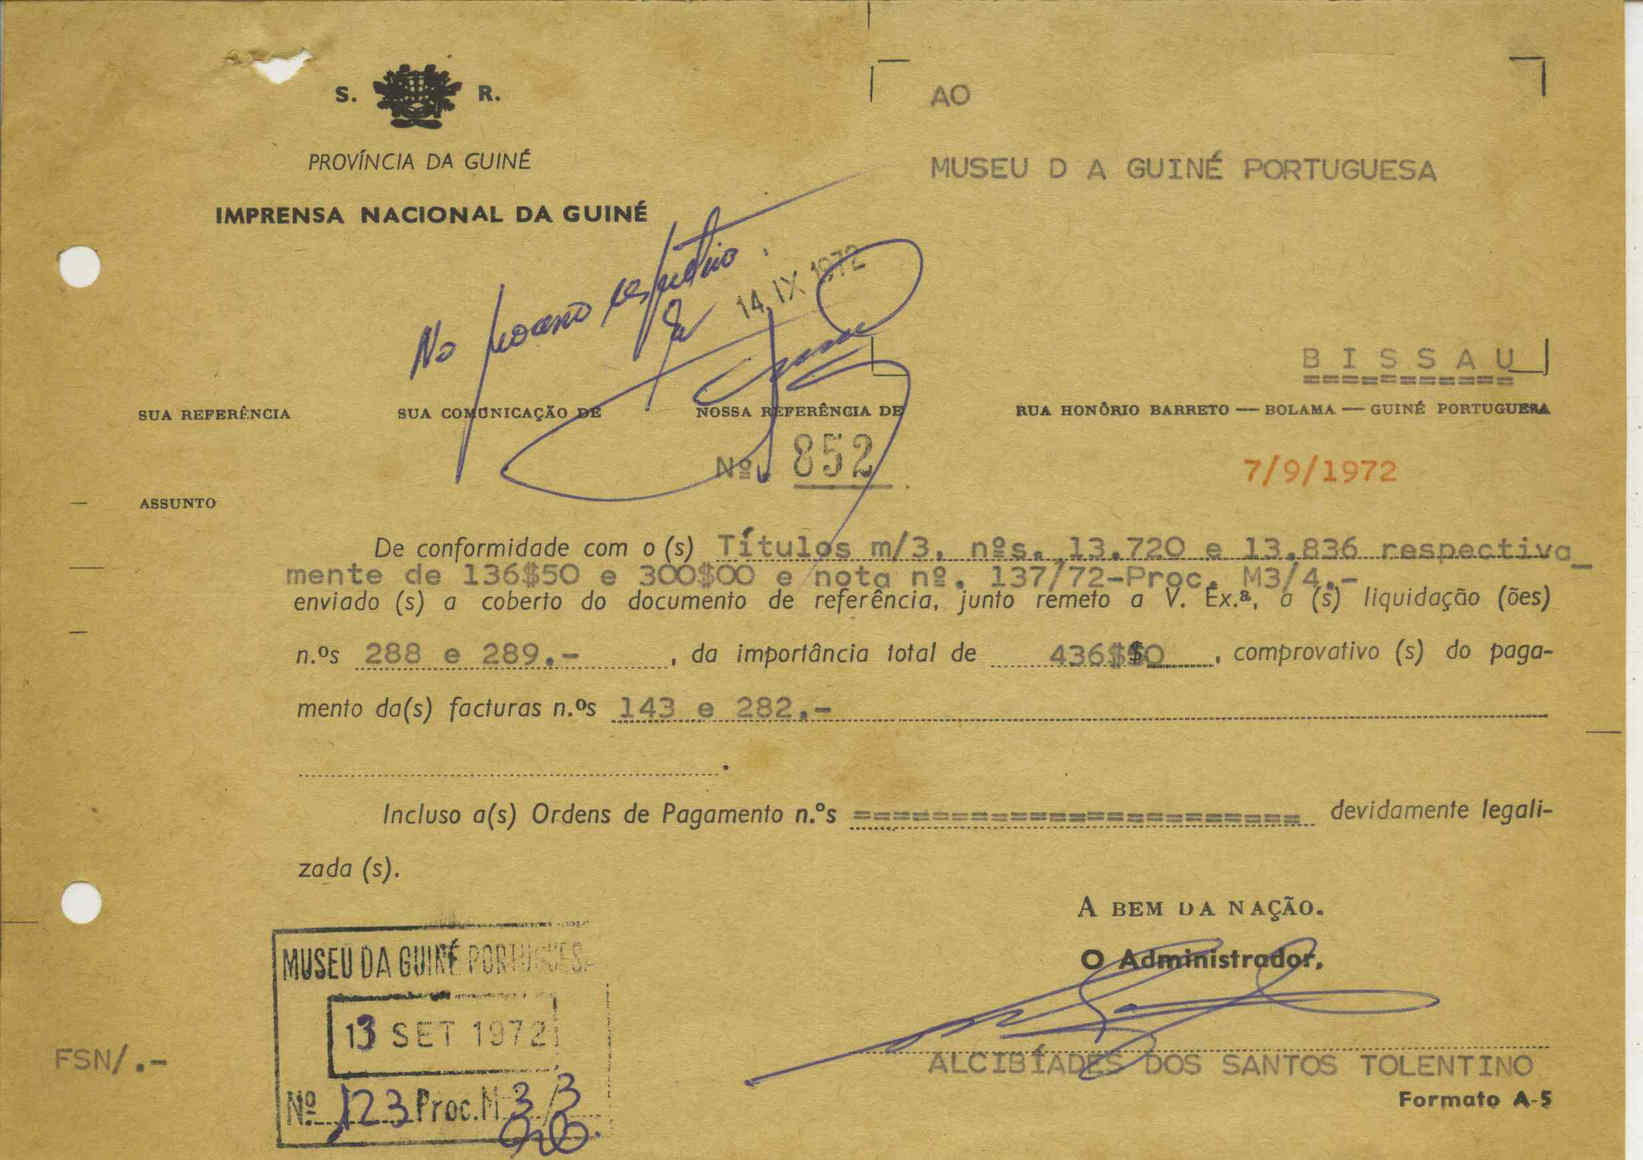 S. R.
PROVÍNCIA DA GUINÉ
IMPRENSA NACIONAL DA GUINÉ
AO
MUSEU D A GUINÉ PORTUGUESA
B I S S A U
No processo respectivo.
14. IX 1972
SUA REFERÊNCIA
SUA COMUNICAÇÃO DE
NOSSA REFERÊNCIA DE
RUA HONÓRIO BARRETO — BOLAMA — GUINÉ PORTUGUESA
Nº. 852
7/9/1972
ASSUNTO
De conformidade com o (s) Títulos m/3, nºs. 13.720 e 13.836 respectiva_
mente de 136$50 e 300$00 e nota nº. 137/72-Proc. M3/4.-
enviado (s) a coberto do documento de referência, junto remeto a V. Ex.ª, a (s) liquidação (ões)
n.ºs 288 e 289.- , da importância total de 436$$0 , comprovativo (s) do paga-
mento da(s) facturas n.ºs 143 e 282.-
Incluso a(s) Ordens de Pagamento n.ºs ======================= devidamente legali-
zada (s).
A BEM DA NAÇÃO.
O Administrador,
ALCIBÍADES DOS SANTOS TOLENTINO
Formato A-5
MUSEU DA GUINÉ PORTUGUESA
13 SET 1972
Nº 123 Proc. M 3/3
FSN/.-